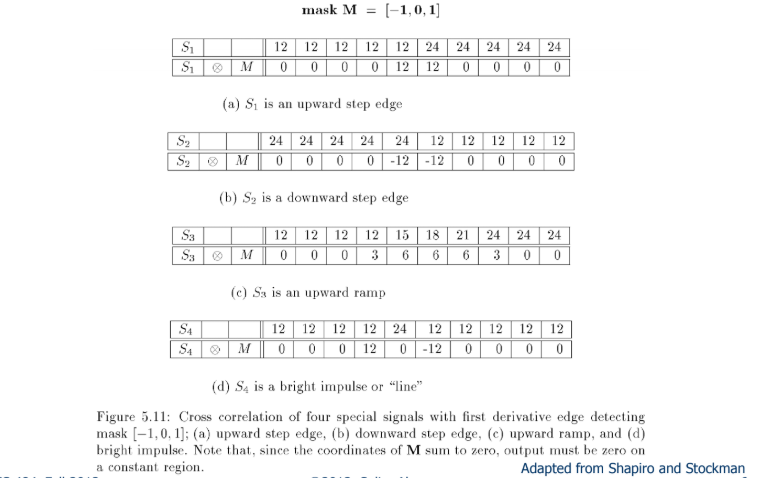 mask M = [−1, 0, 1]
S1 12 12 12 12 12 24 24 24 24 24
S1 ⊗ M 0 0 0 0 12 12 0 0 0 0
(a) S1 is an upward step edge
S2 24 24 24 24 24 12 12 12 12 12
S2 ⊗ M 0 0 0 0 -12 -12 0 0 0 0
(b) S2 is a downward step edge
S3 12 12 12 12 15 18 21 24 24 24
S3 ⊗ M 0 0 0 3 6 6 6 3 0 0
(c) S3 is an upward ramp
S4 12 12 12 12 24 12 12 12 12 12
S4 ⊗ M 0 0 0 12 0 -12 0 0 0 0
(d) S4 is a bright impulse or “line”
Figure 5.11: Cross correlation of four special signals with first derivative edge detecting
mask [−1, 0, 1]; (a) upward step edge, (b) downward step edge, (c) upward ramp, and (d)
bright impulse. Note that, since the coordinates of M sum to zero, output must be zero on
a constant region.
Adapted from Shapiro and Stockman